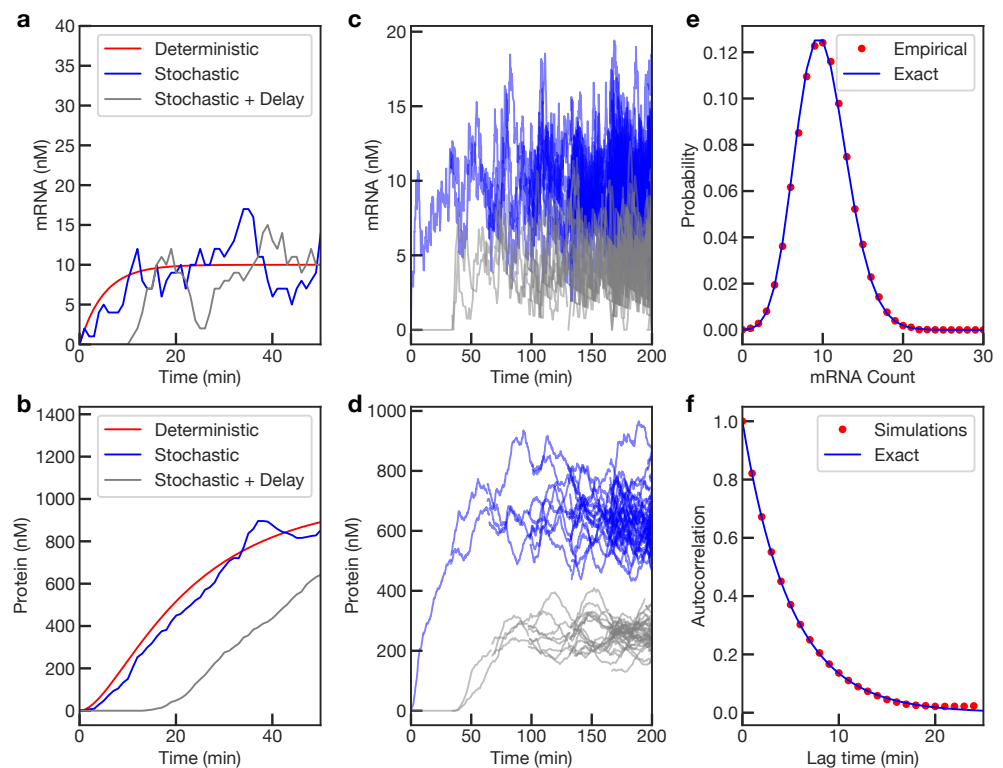 a
mRNA (nM)
40
35
30
25
20
15
10
5
0
Deterministic
Stochastic
Stochastic + Delay
0
20
40
Time (min)
c
mRNA (nM)
20
15
10
5
0
0
50
100
150
200
Time (min)
e
Probability
0.12
0.10
0.08
0.06
0.04
0.02
0.00
Empirical
Exact
0
10
20
30
mRNA Count
b
Protein (nM)
1400
1200
1000
800
600
400
200
0
Deterministic
Stochastic
Stochastic + Delay
0
20
40
Time (min)
d
Protein (nM)
1000
800
600
400
200
0
0
50
100
150
200
Time (min)
f
Autocorrelation
1.0
0.8
0.6
0.4
0.2
0.0
Simulations
Exact
0
10
20
Lag time (min)